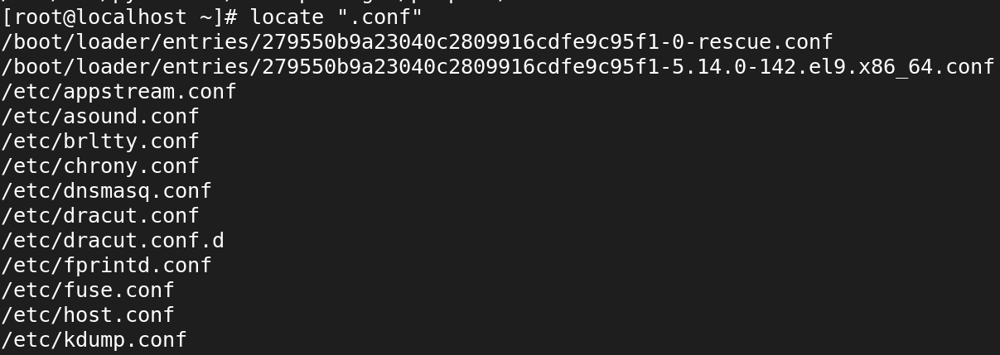 [root@localhost ~]# locate ".conf"
/boot/loader/entries/279550b9a23040c2809916cdfe9c95f1-0-rescue.conf
/boot/loader/entries/279550b9a23040c2809916cdfe9c95f1-5.14.0-142.el9.x86_64.conf
/etc/appstream.conf
/etc/asound.conf
/etc/brltty.conf
/etc/chrony.conf
/etc/dnsmasq.conf
/etc/dracut.conf
/etc/dracut.conf.d
/etc/fprintd.conf
/etc/fuse.conf
/etc/host.conf
/etc/kdump.conf